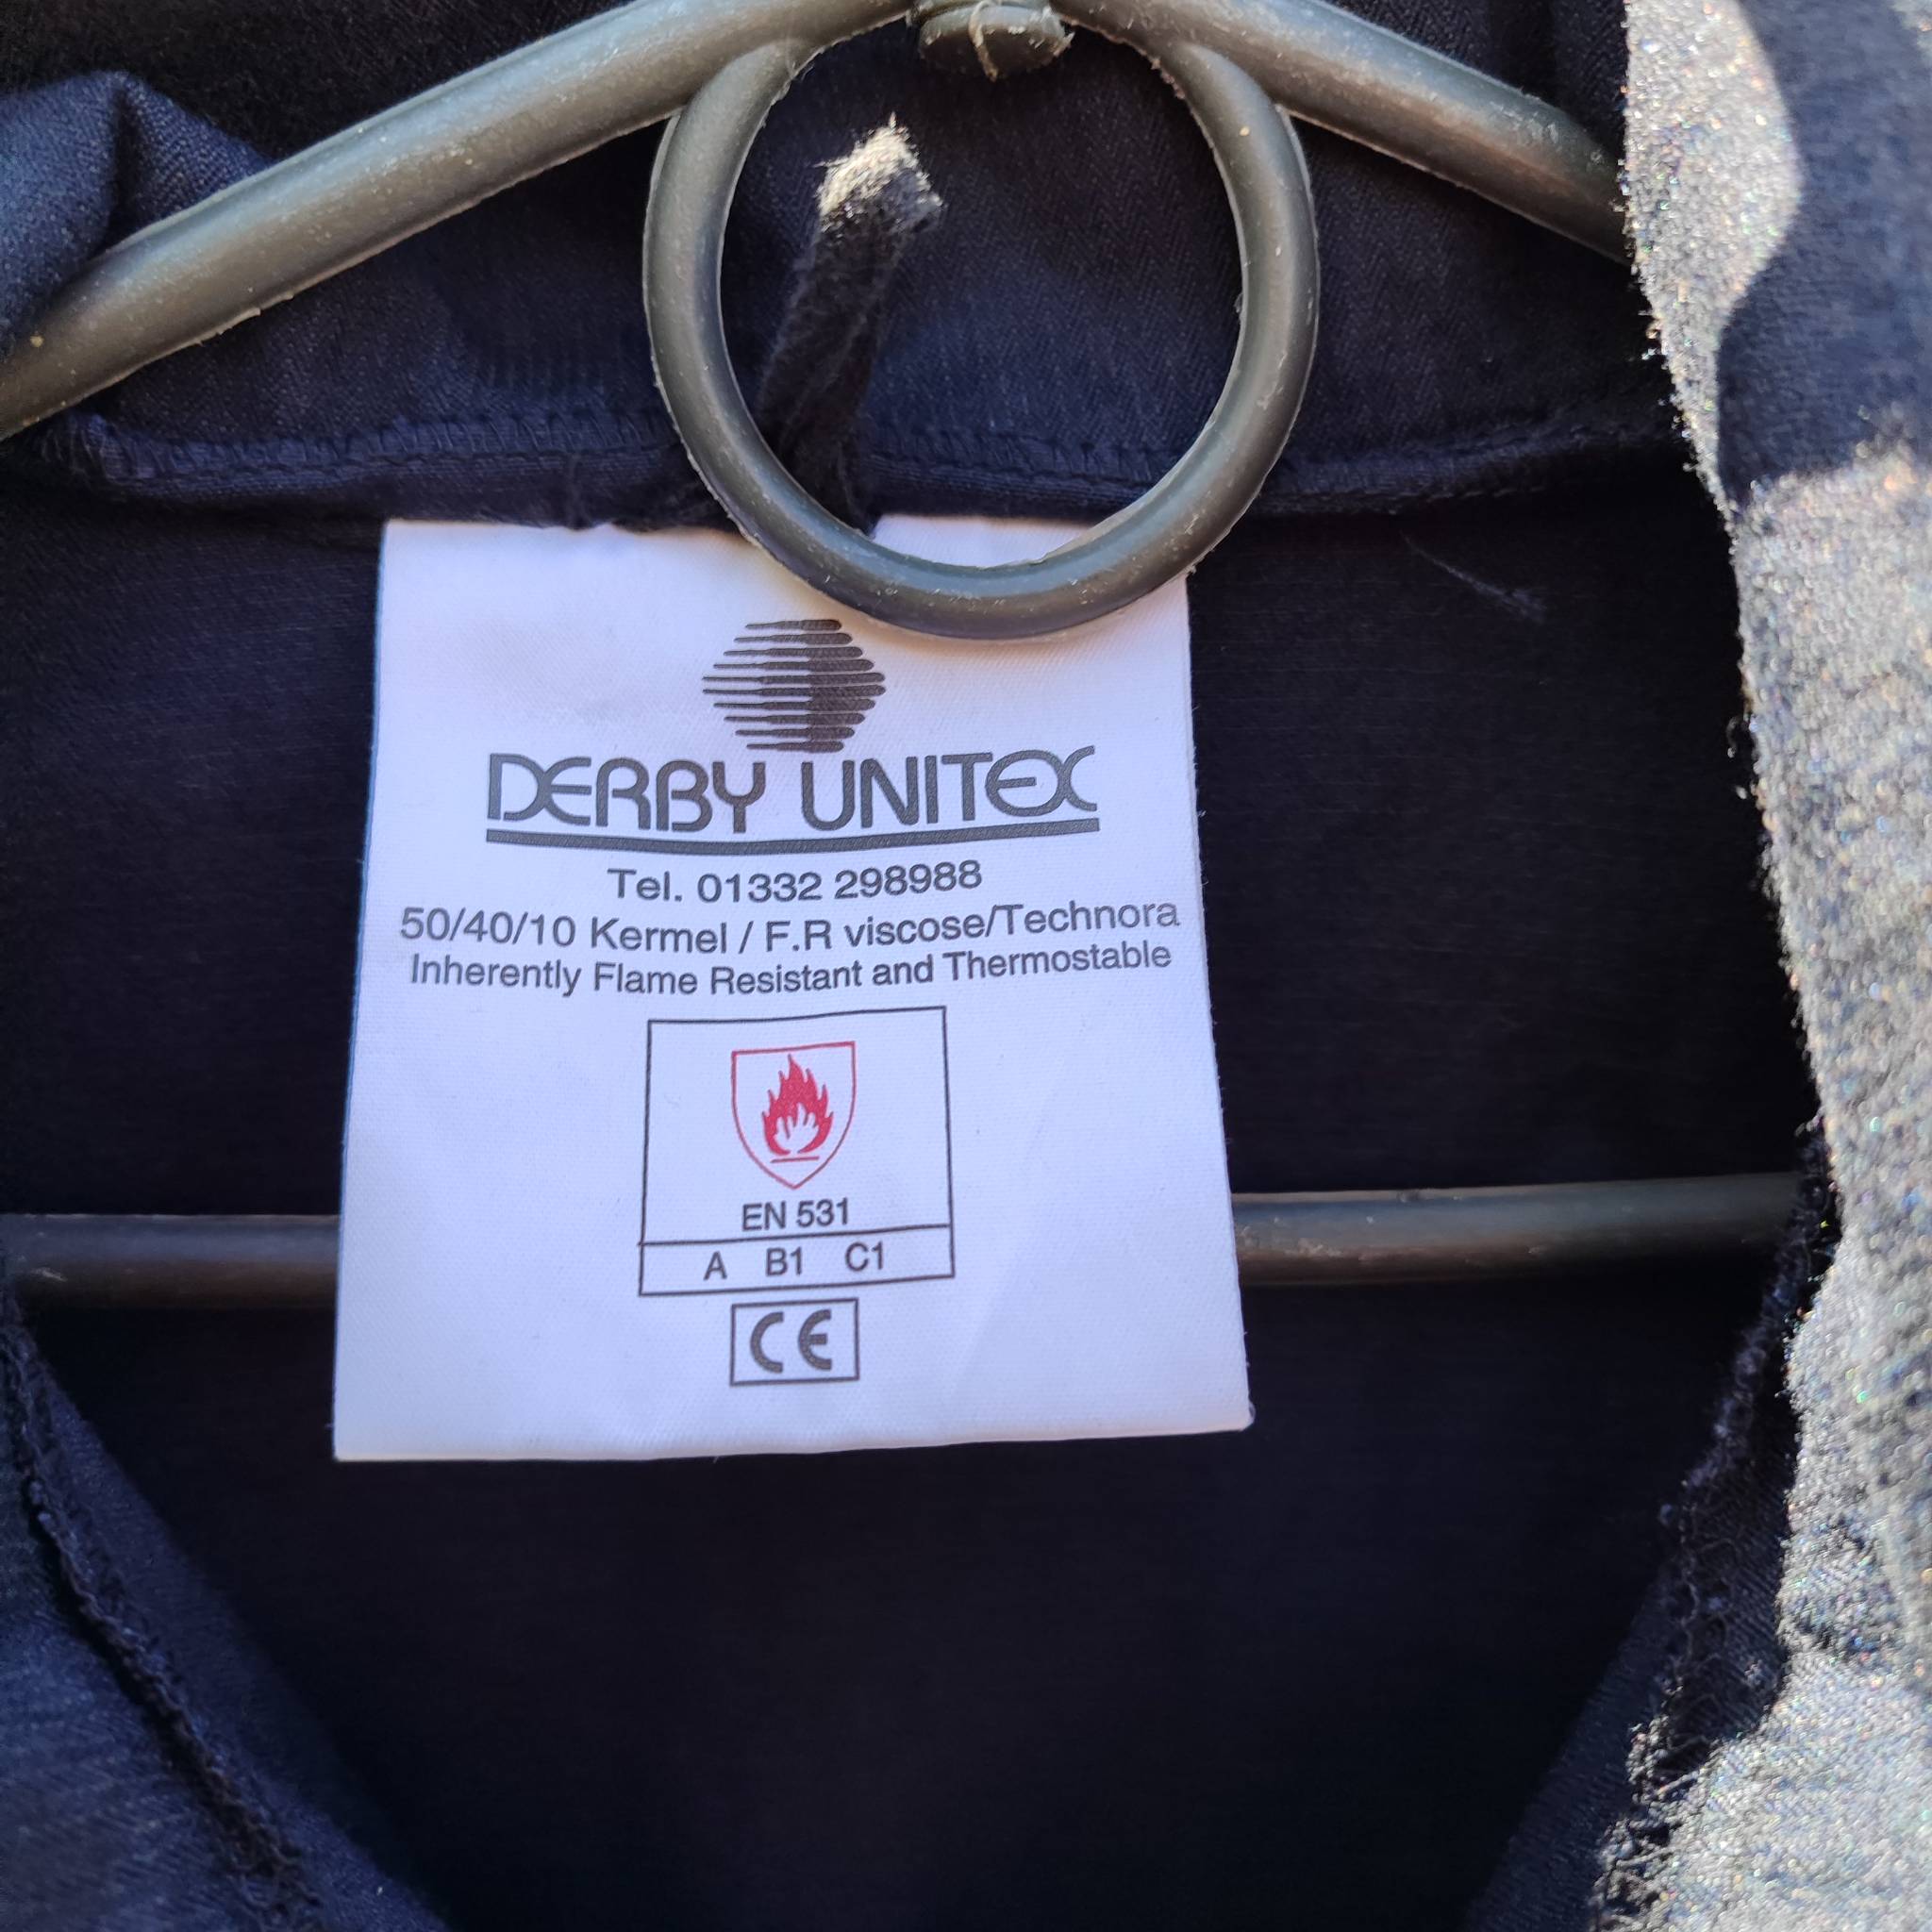 DERBY UNITEX
Tel. 01332 298988
50/40/10 Kermel / F.R viscose/Technora
Inherently Flame Resistant and Thermostable
EN 531
A B1 C1
CE